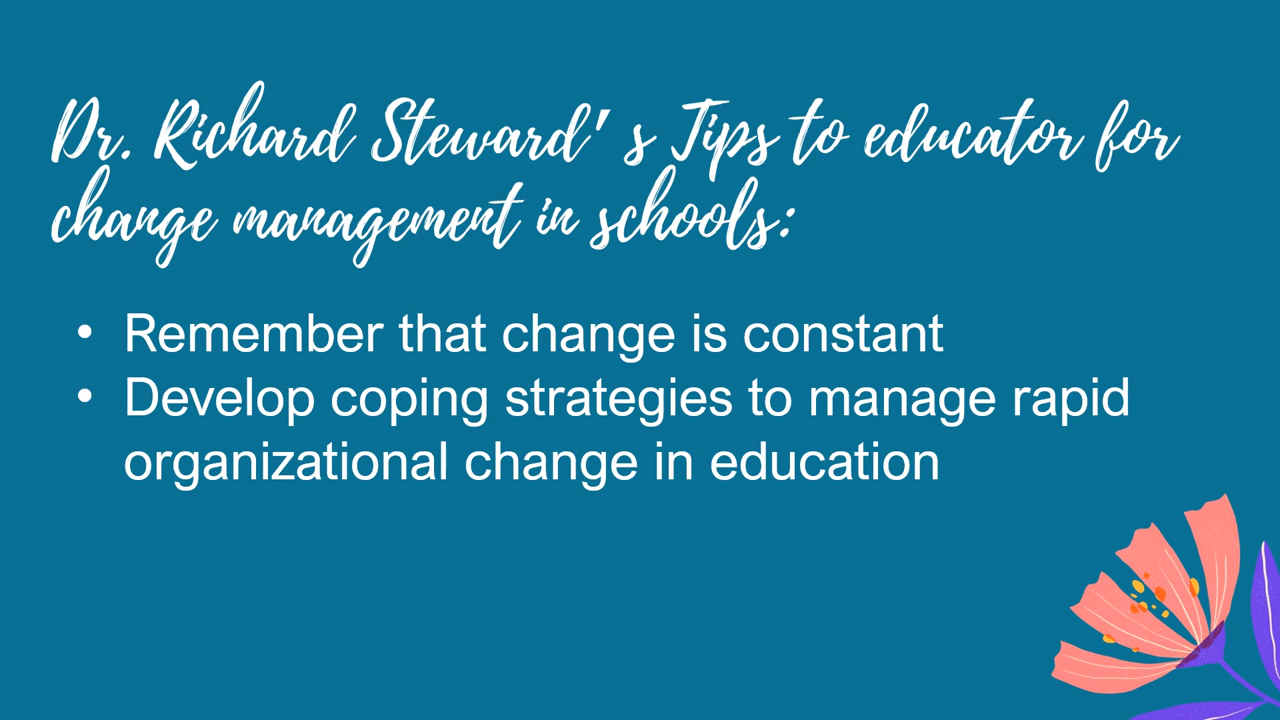 Dr. Richard Steward's Tips to educator for
change management in schools:
• Remember that change is constant
• Develop coping strategies to manage rapid
organizational change in education